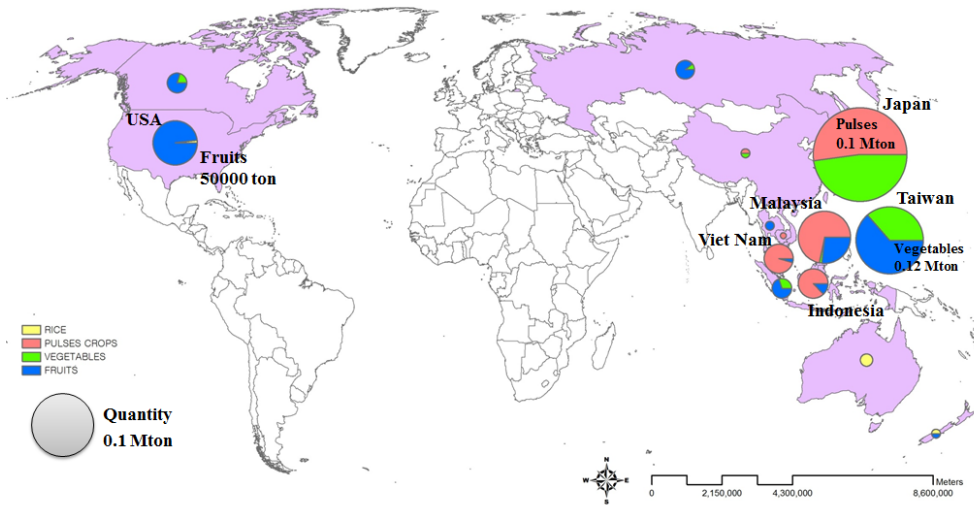 Japan
USA
Pulses
0.1 Mton
Fruits
50000 ton
Malaysia
Taiwan
Viet Nam
Vegetables
0.12 Mton
Indonesia
RICE
PULSES CROPS
VEGETABLES
FRUITS
Quantity
0.1 Mton
N
W E
S
Meters
0 2,150,000 4,300,000 8,600,000